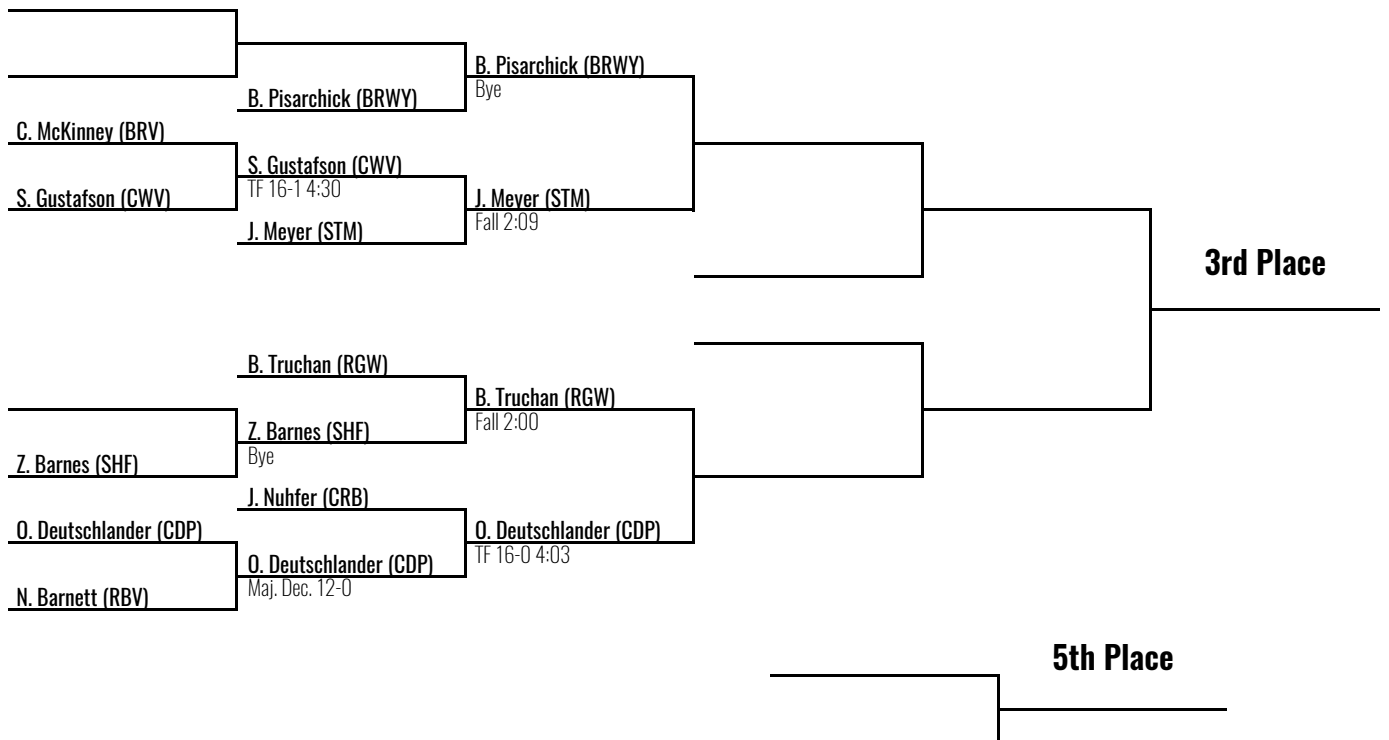 B. Pisarchick (BRWY)
Bye
B. Pisarchick (BRWY)
C. McKinney (BRV)
S. Gustafson (CWV)
TF 16-1 4:30
S. Gustafson (CWV)
J. Meyer (STM)
Fall 2:09
J. Meyer (STM)
3rd Place
B. Truchan (RGW)
B. Truchan (RGW)
Fall 2:00
Z. Barnes (SHF)
Bye
Z. Barnes (SHF)
J. Nuhfer (CRB)
O. Deutschlander (CDP)
O. Deutschlander (CDP)
TF 16-0 4:03
O. Deutschlander (CDP)
Maj. Dec. 12-0
N. Barnett (RBV)
5th Place